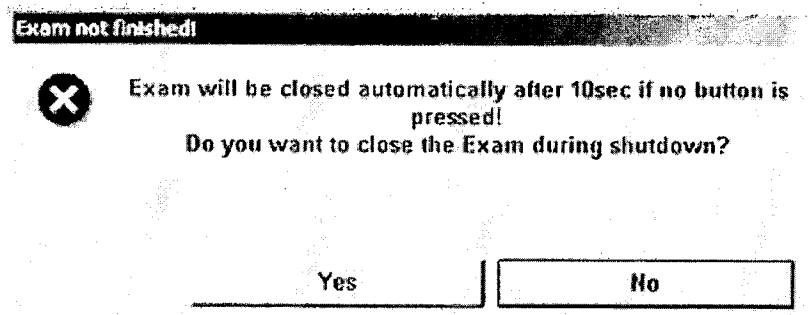 Exam not finished!
Exam will be closed automatically after 10sec if no button is
pressed!
Do you want to close the Exam during shutdown?
Yes
No